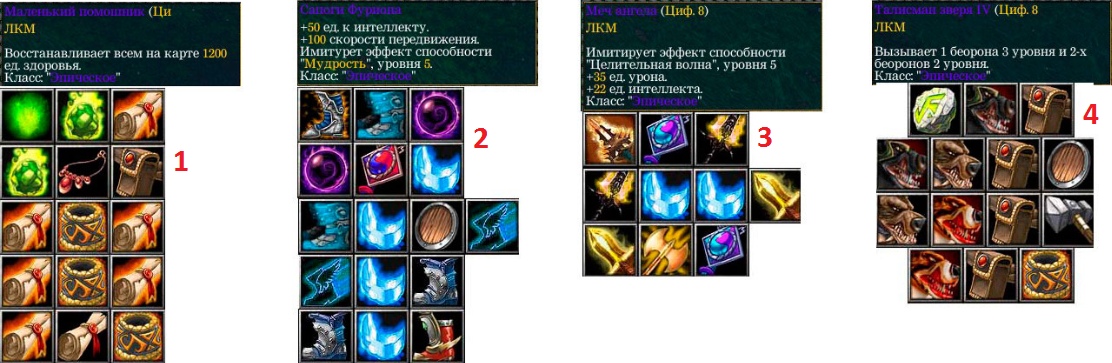 Маленький помошник (Ци
ЛКМ
Восстанавливает всем на карте 1200
ед. здоровья.
Класс: "Эпическое"
1
Сапоги Фуриона
+50 ед. к интеллекту.
+100 скорости передвижения.
Имитурет эффект способности
"Мудрость", уровня 5.
Класс: "Эпическое"
2
Меч ангела (Циф. 8)
ЛКМ
Имитирует эффект способности
"Целительная волна", уровня 5
+35 ед. урона.
+22 ед. интеллекта.
Класс: "Эпическое"
3
Талисман зверя IV (Циф. 8
ЛКМ
Вызывает 1 беорона 3 уровня и 2-х
беоронов 2 уровня.
Класс: "Эпическое"
4